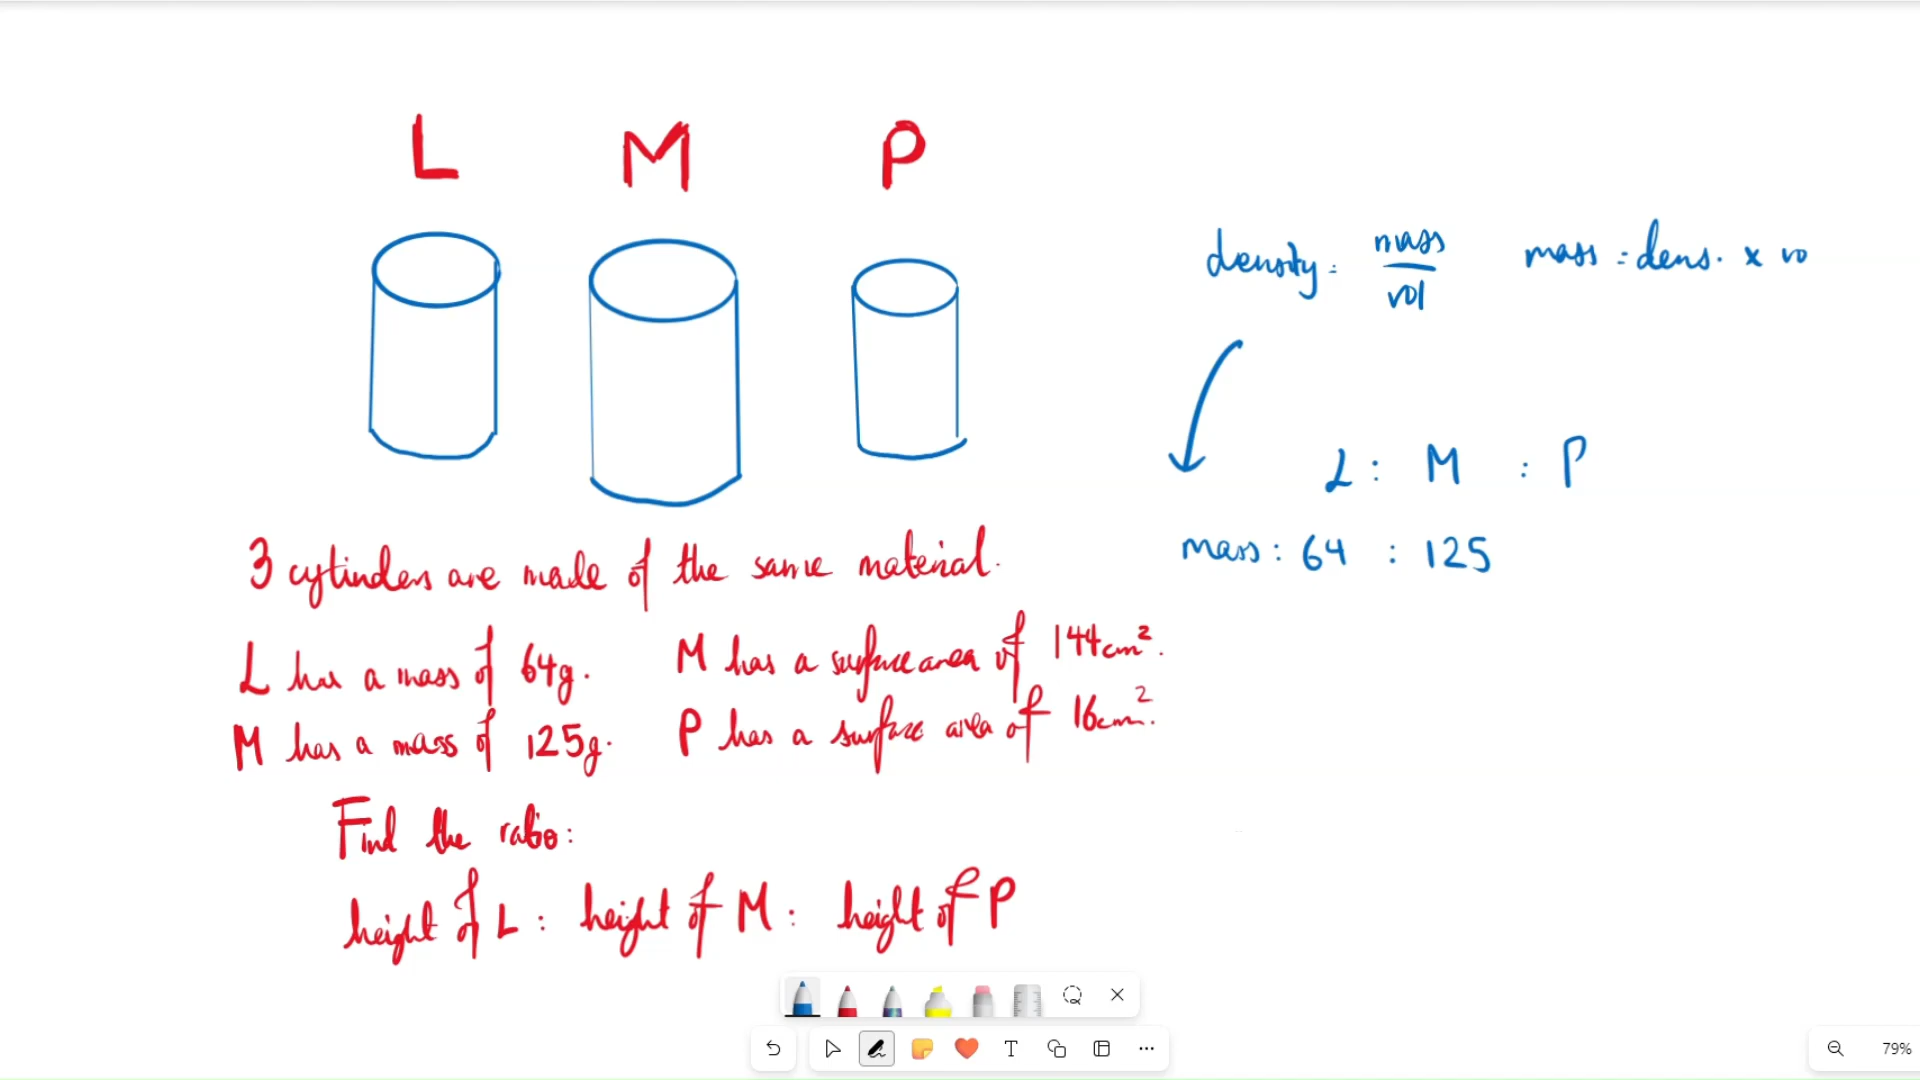 L M P
density = mass / vol mass = dens. x vo
L : M : P
mass : 64 : 125
3 cylinders are made of the same material.
L has a mass of 64g. M has a surface area of 144cm².
M has a mass of 125g. P has a surface area of 16cm².
Find the ratio:
height of L : height of M : height of P
79%